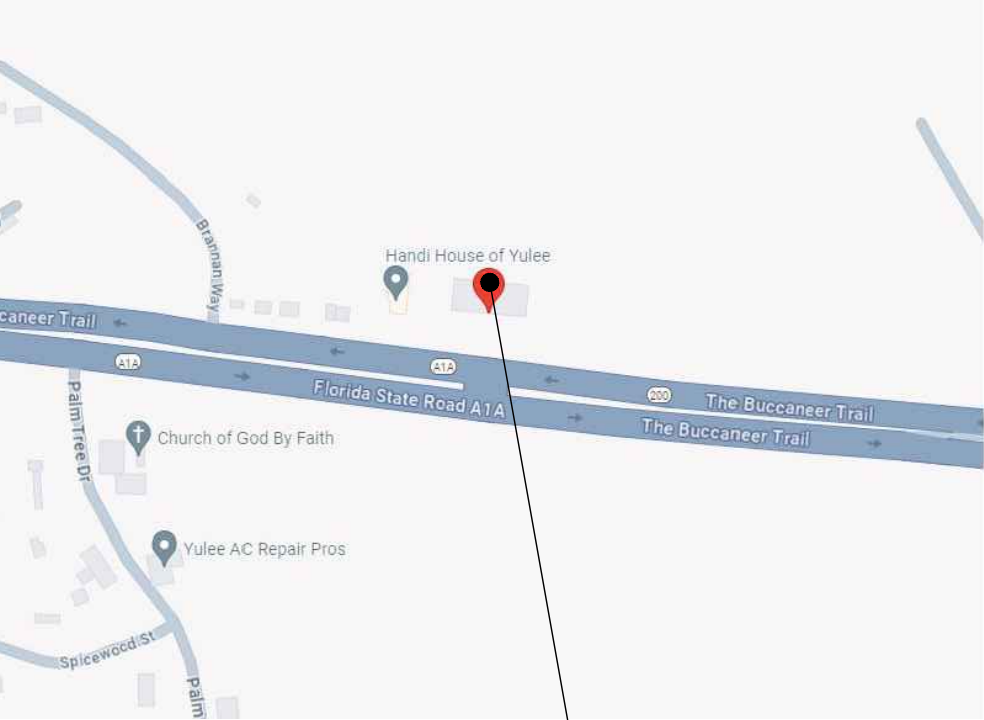 Brannan Way
Handi House of Yulee
caneer Trail
A1A
A1A
Florida State Road A1A
200
The Buccaneer Trail
The Buccaneer Trail
Palm Tree Dr
Church of God By Faith
Yulee AC Repair Pros
Spicewood St
Palm